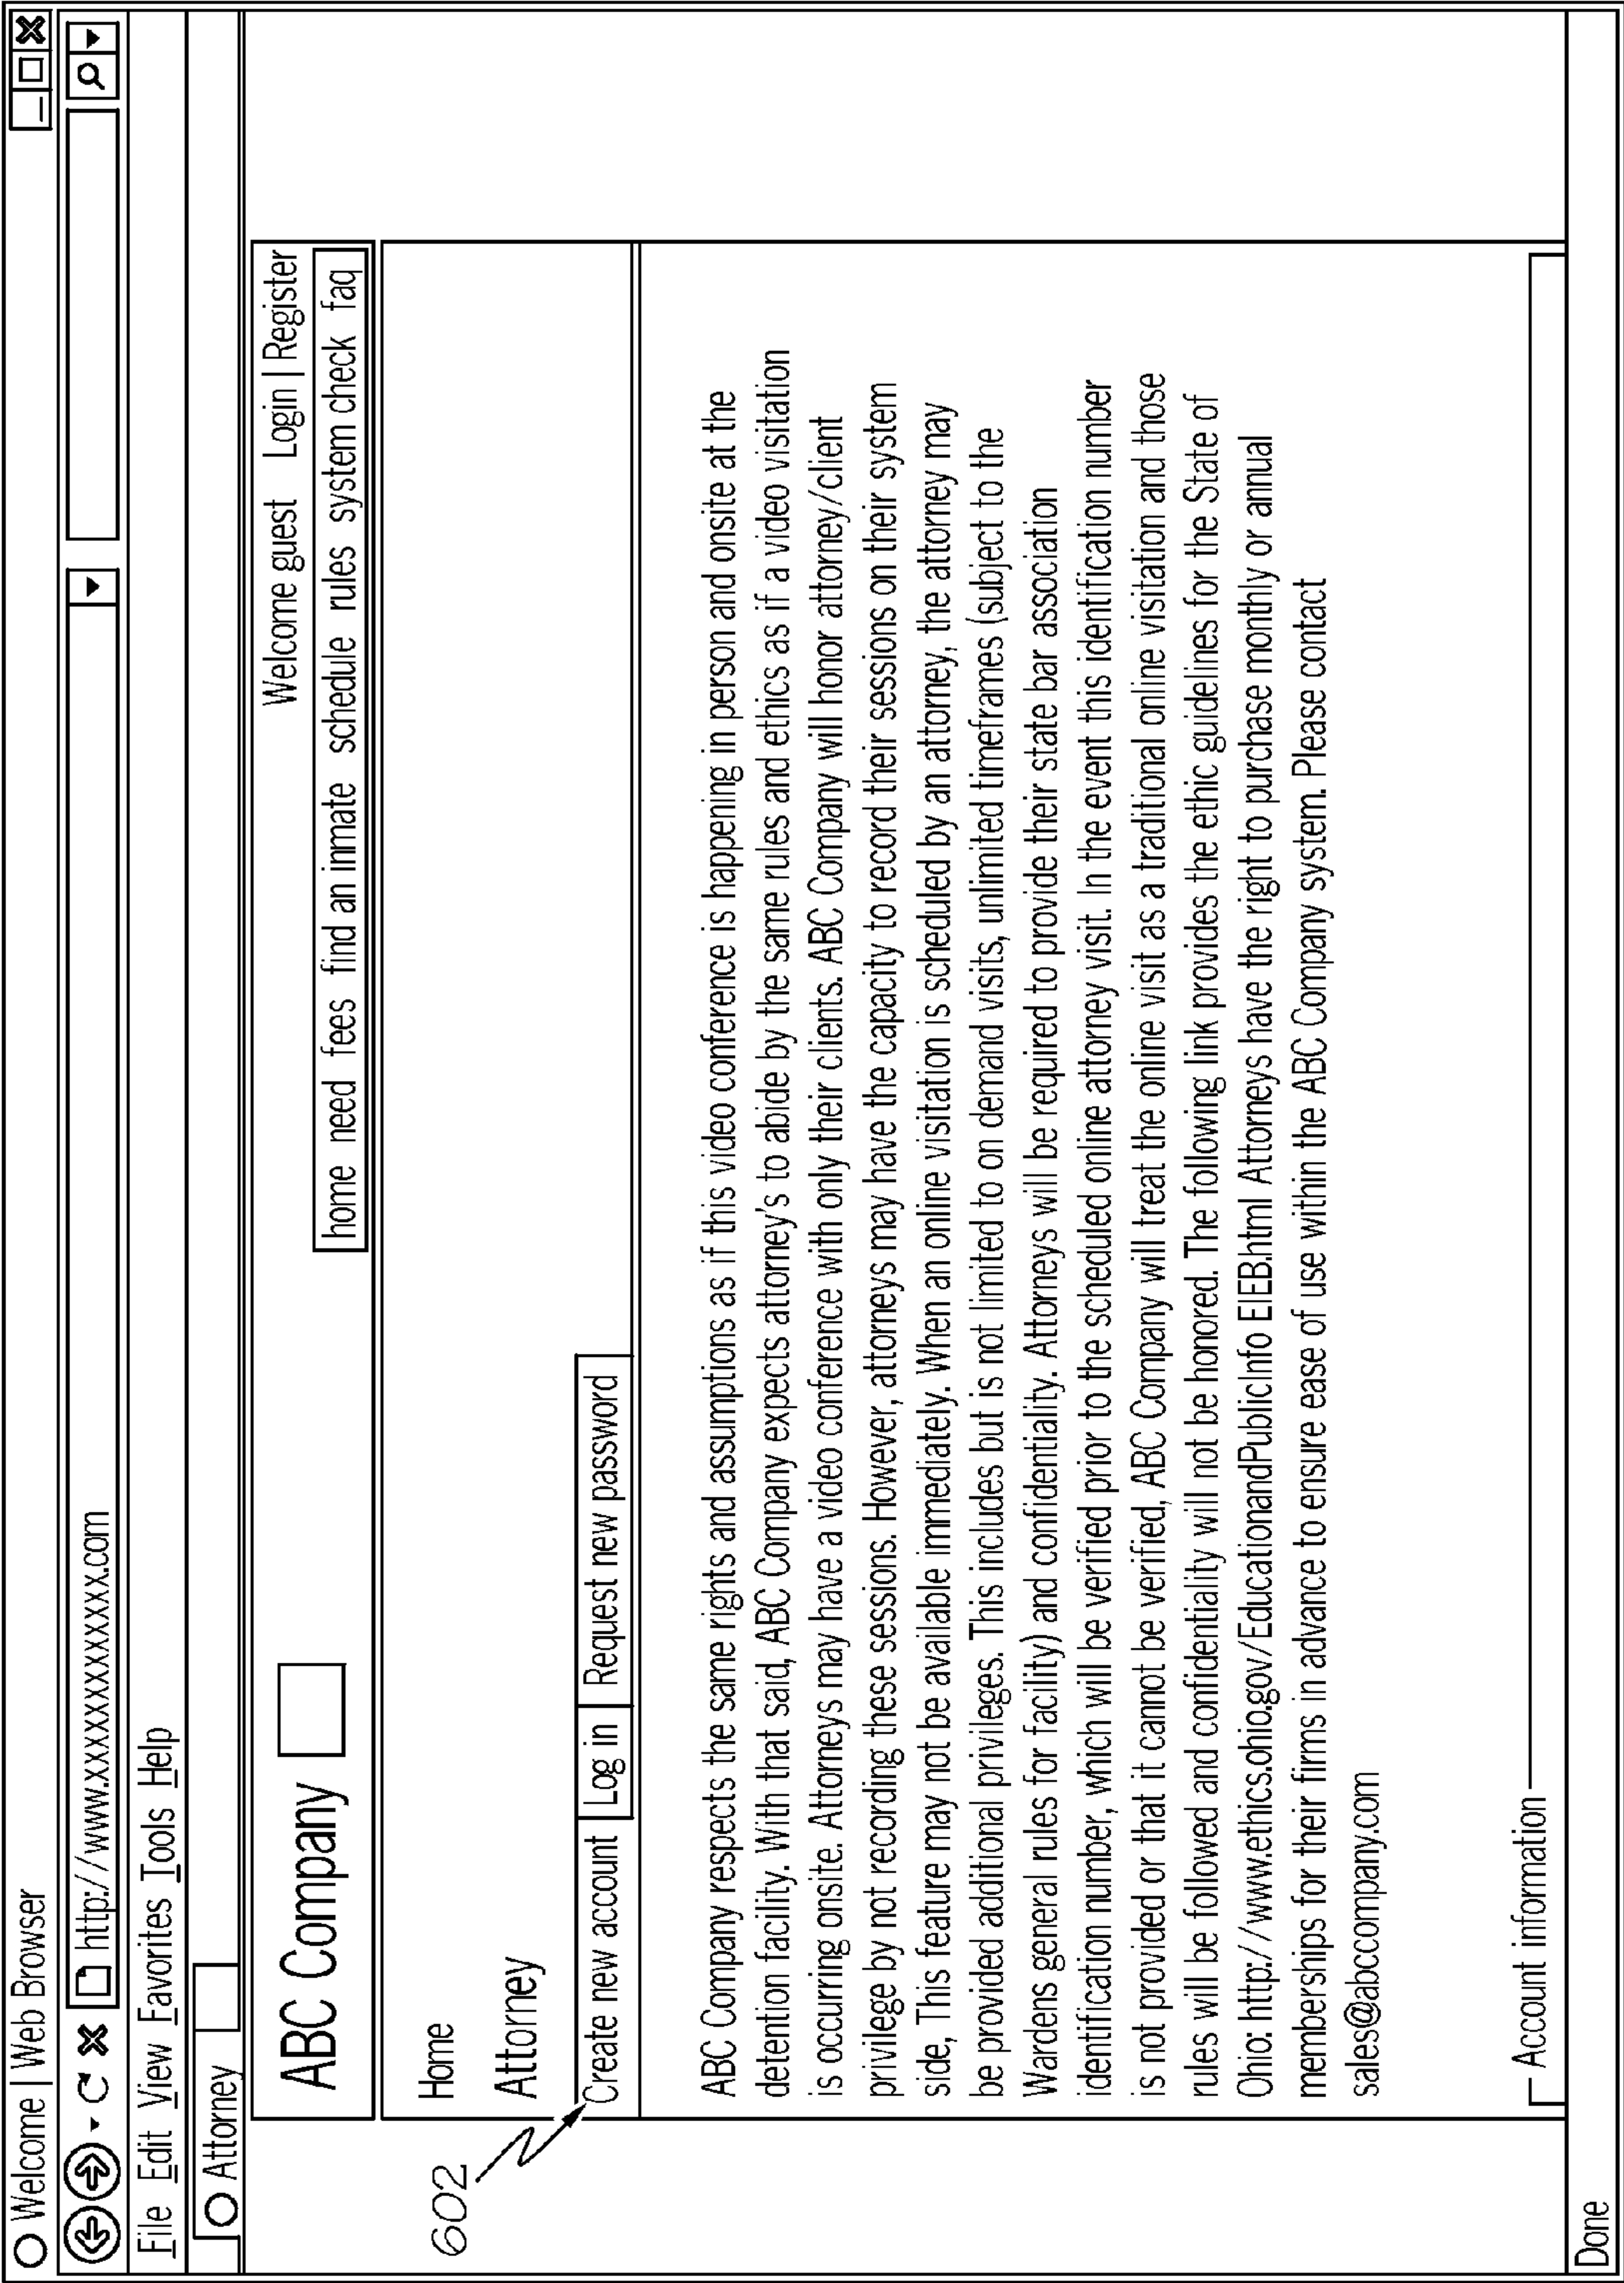 Welcome | Web Browser
http://www.xxxxxxxxxxxxxx.com
File Edit View Favorites Tools Help
Attorney
ABC Company
Welcome guest Login | Register
home need fees find an inmate schedule rules system check faq
Home
Attorney
602
Create new account Log in Request new password
ABC Company respects the same rights and assumptions as if this video conference is happening in person and onsite at the
detention facility. With that said, ABC Company expects attorney's to abide by the same rules and ethics as if a video visitation
is occurring onsite. Attorneys may have a video conference with only their clients. ABC Company will honor attorney/client
privilege by not recording these sessions. However, attorneys may have the capacity to record their sessions on their system
side, This feature may not be available immediately. When an online visitation is scheduled by an attorney, the attorney may
be provided additional privileges. This includes but is not limited to on demand visits, unlimited timeframes (subject to the
Wardens general rules for facility) and confidentiality. Attorneys will be required to provide their state bar association
identification number, which will be verified prior to the scheduled online attorney visit. In the event this identification number
is not provided or that it cannot be verified, ABC Company will treat the online visit as a traditional online visitation and those
rules will be followed and confidentiality will not be honored. The following link provides the ethic guidelines for the State of
Ohio: http://www.ethics.ohio.gov/EducationandPublicInfo EIEB.html Attorneys have the right to purchase monthly or annual
memberships for their firms in advance to ensure ease of use within the ABC Company system. Please contact
sales@abccompany.com
Account information
Done